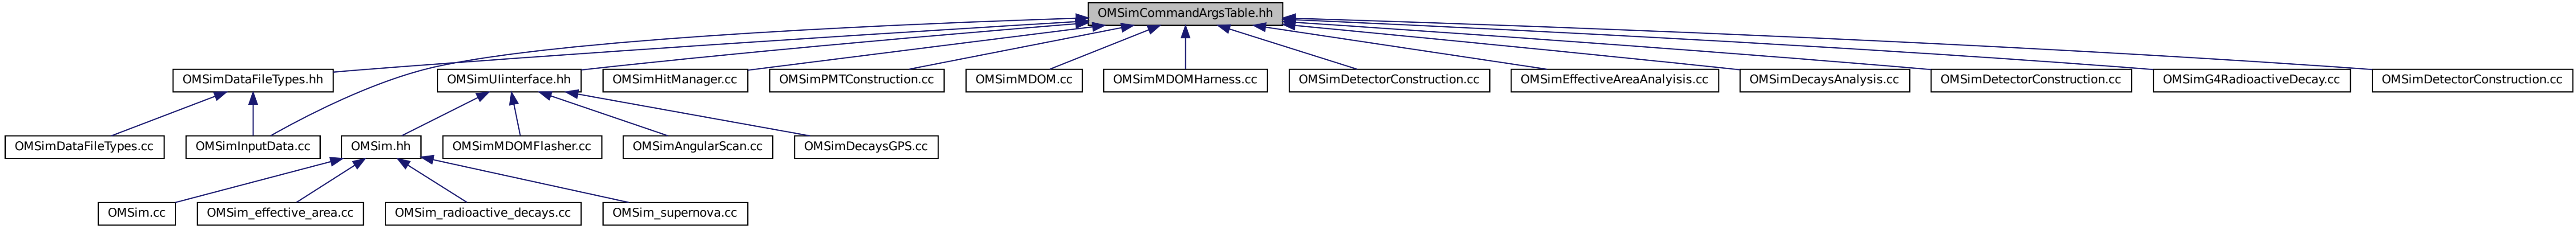 OMSimCommandArgsTable.hh
OMSimDataFileTypes.hh
OMSimUIinterface.hh
OMSimHitManager.cc
OMSimPMTConstruction.cc
OMSimMDOM.cc
OMSimMDOMHarness.cc
OMSimDetectorConstruction.cc
OMSimEffectiveAreaAnalyisis.cc
OMSimDecaysAnalysis.cc
OMSimDetectorConstruction.cc
OMSimG4RadioactiveDecay.cc
OMSimDetectorConstruction.cc
OMSimDataFileTypes.cc
OMSimInputData.cc
OMSim.hh
OMSimMDOMFlasher.cc
OMSimAngularScan.cc
OMSimDecaysGPS.cc
OMSim.cc
OMSim_effective_area.cc
OMSim_radioactive_decays.cc
OMSim_supernova.cc